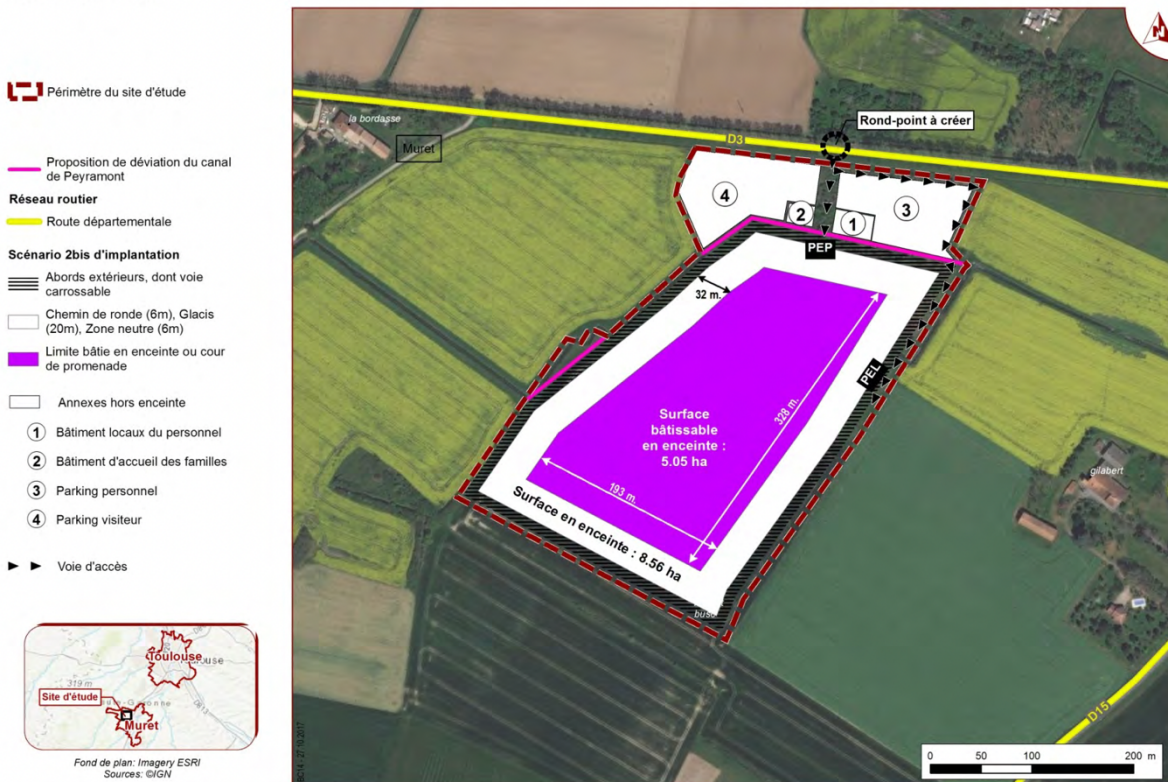 Périmètre du site d'étude
Proposition de déviation du canal
de Peyramont
Réseau routier
Route départementale
Scénario 2bis d'implantation
Abords extérieurs, dont voie
carrossable
Chemin de ronde (6m), Glacis
(20m), Zone neutre (6m)
Limite bâtie en enceinte ou cour
de promenade
Annexes hors enceinte
1 Bâtiment locaux du personnel
2 Bâtiment d'accueil des familles
3 Parking personnel
4 Parking visiteur
Voie d'accès
Toulouse
319 m
Site d'étude
Muret
Fond de plan: Imagery ESRI
Sources: ©IGN
N
la bordasse
Muret
D3
Rond-point à créer
4
2
1
3
PEP
32 m.
PEL
328 m.
Surface
bâtissable
en enceinte :
5.05 ha
193 m.
Surface en enceinte : 8.56 ha
gilabert
D15
27.10.2017
0 50 100 200 m